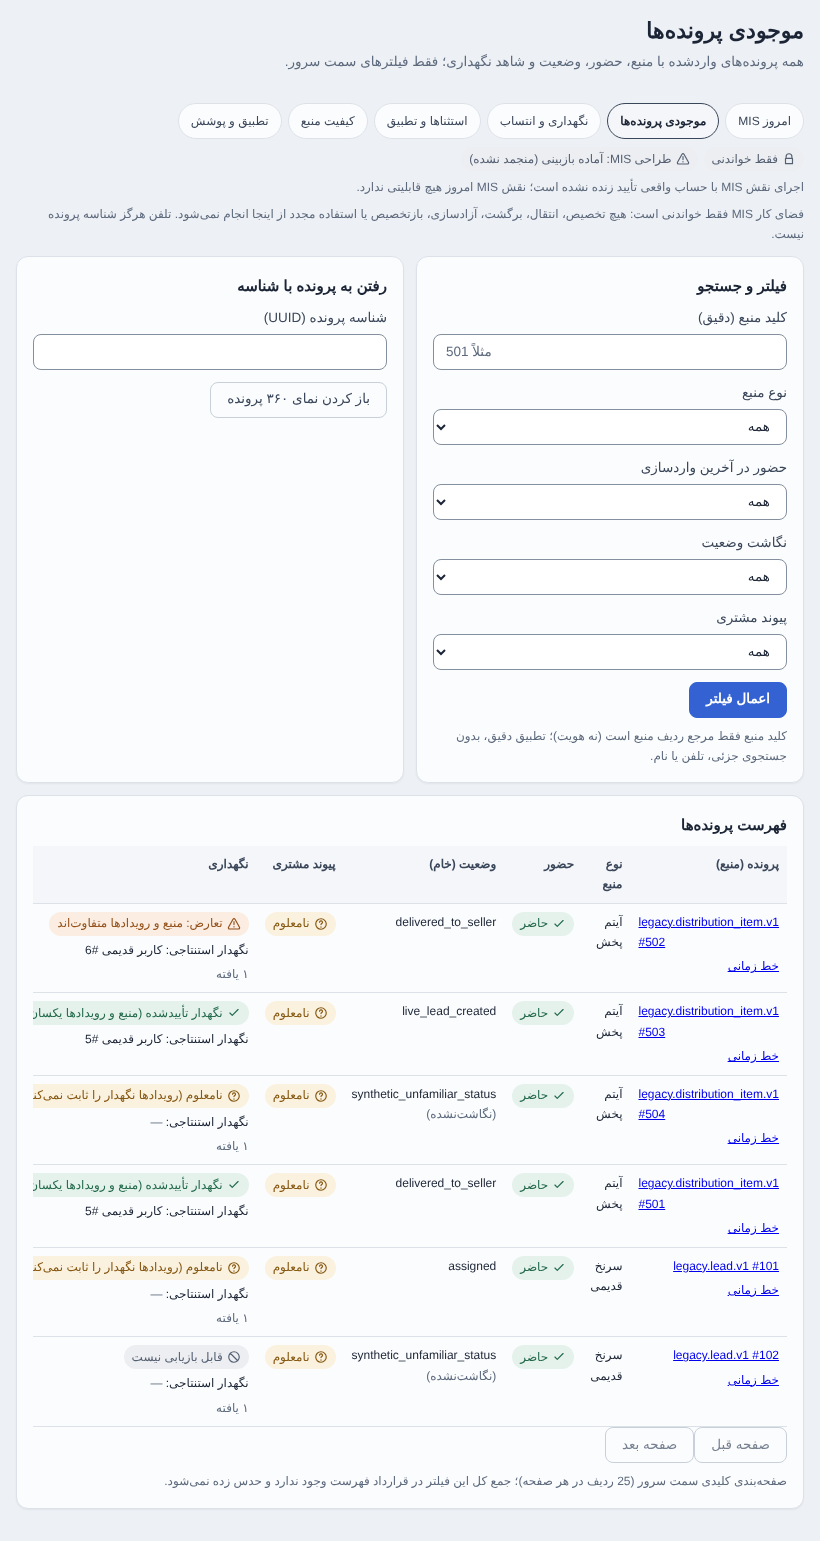 موجودی پرونده‌ها
همه پرونده‌های واردشده با منبع، حضور، وضعیت و شاهد نگهداری؛ فقط فیلترهای سمت سرور.
امروز MIS
موجودی پرونده‌ها
نگهداری و انتساب
استثناها و تطبیق
کیفیت منبع
تطبیق و پوشش
فقط خواندنی
طراحی MIS: آماده بازبینی (منجمد نشده)
اجرای نقش MIS با حساب واقعی تأیید زنده نشده است؛ نقش MIS امروز هیچ قابلیتی ندارد.
فضای کار MIS فقط خواندنی است: هیچ تخصیص، انتقال، برگشت، آزادسازی، بازتخصیص یا استفاده مجدد از اینجا انجام نمی‌شود. تلفن هرگز شناسه پرونده
نیست.
فیلتر و جستجو
کلید منبع (دقیق)
مثلاً 501
نوع منبع
همه
حضور در آخرین واردسازی
همه
نگاشت وضعیت
همه
پیوند مشتری
همه
اعمال فیلتر
کلید منبع فقط مرجع ردیف منبع است (نه هویت)؛ تطبیق دقیق، بدون
جستجوی جزئی، تلفن یا نام.
رفتن به پرونده با شناسه
شناسه پرونده (UUID)
باز کردن نمای ۳۶۰ پرونده
فهرست پرونده‌ها
پرونده (منبع)
نوع
منبع
حضور
وضعیت (خام)
پیوند مشتری
نگهداری
legacy.distribution_item.v1
#502
خط زمانی
آیتم
پخش
حاضر
delivered_to_seller
نامعلوم
تعارض: منبع و رویدادها متفاوت‌اند
نگهدار استنتاجی: کاربر قدیمی #6
۱ یافته
legacy.distribution_item.v1
#503
خط زمانی
آیتم
پخش
حاضر
live_lead_created
نامعلوم
نگهدار تأییدشده (منبع و رویدادها یکسان
نگهدار استنتاجی: کاربر قدیمی #5
legacy.distribution_item.v1
#504
خط زمانی
آیتم
پخش
حاضر
synthetic_unfamiliar_status
(نگاشت‌نشده)
نامعلوم
نامعلوم (رویدادها نگهدار را ثابت نمی‌کن
نگهدار استنتاجی: —
۱ یافته
legacy.distribution_item.v1
#501
خط زمانی
آیتم
پخش
حاضر
delivered_to_seller
نامعلوم
نگهدار تأییدشده (منبع و رویدادها یکسان
نگهدار استنتاجی: کاربر قدیمی #5
legacy.lead.v1 #101
خط زمانی
سرنخ
قدیمی
حاضر
assigned
نامعلوم
نامعلوم (رویدادها نگهدار را ثابت نمی‌کن
نگهدار استنتاجی: —
۱ یافته
legacy.lead.v1 #102
خط زمانی
سرنخ
قدیمی
حاضر
synthetic_unfamiliar_status
(نگاشت‌نشده)
نامعلوم
قابل بازیابی نیست
نگهدار استنتاجی: —
۱ یافته
صفحه قبل
صفحه بعد
صفحه‌بندی کلیدی سمت سرور (25 ردیف در هر صفحه)؛ جمع کل این فیلتر در قرارداد فهرست وجود ندارد و حدس زده نمی‌شود.